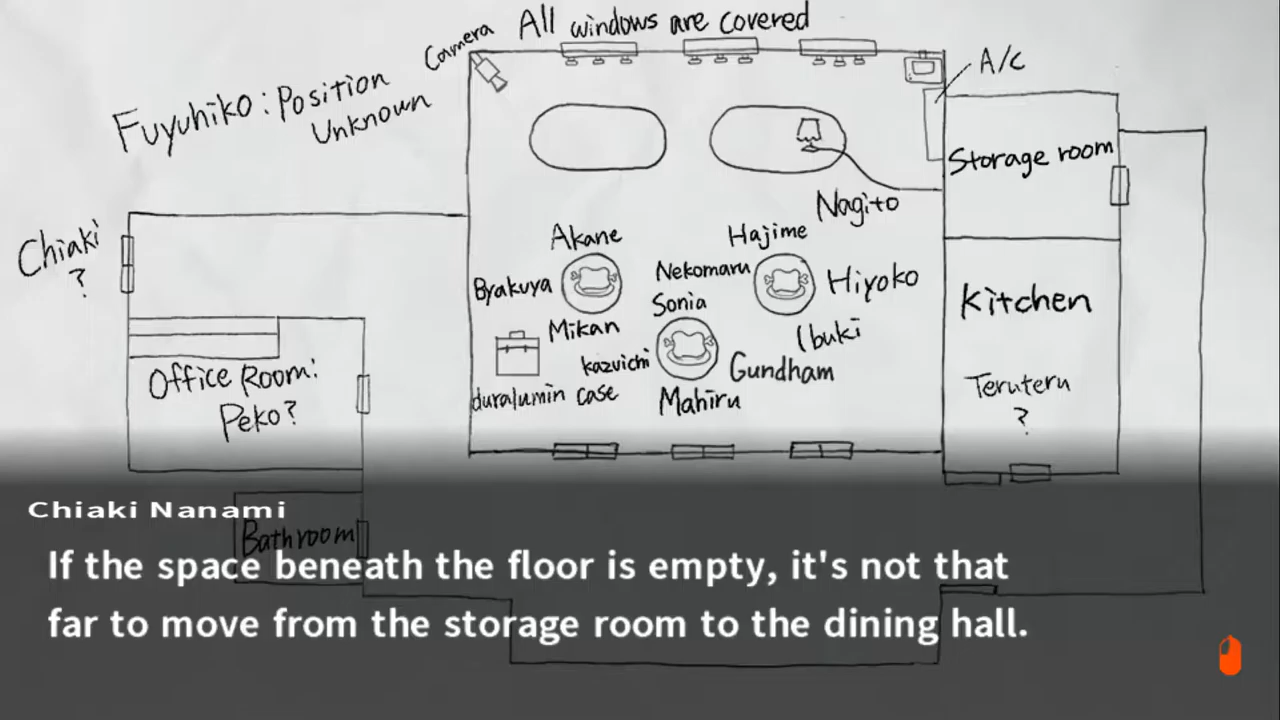 All windows are covered
Camera
A/C
Fuyuhiko: Position
Unknown
Storage room
Nagito
Chiaki
?
Akane
Hajime
Byakuya
Nekomaru
Hiyoko
Sonia
Kitchen
Mikan
Ibuki
kazuichi
Gundham
Office Room:
Peko?
duralumin case
Mahiru
Teruteru
?
Chiaki Nanami
Bathroom
If the space beneath the floor is empty, it's not that
far to move from the storage room to the dining hall.